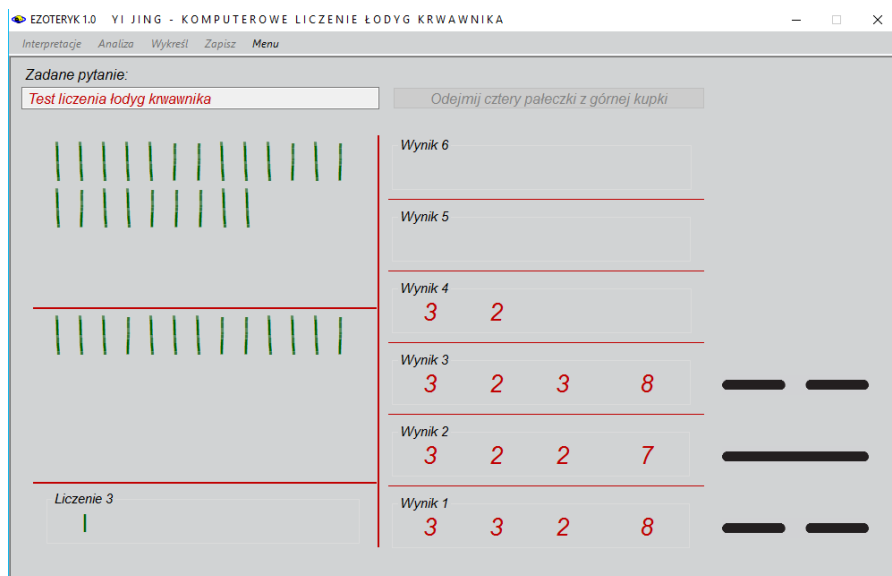 EZOTERYK 1.0 YI JING - KOMPUTEROWE LICZENIE ŁODYG KRWAWNIKA
Interpretacje Analiza Wykreśl Zapisz Menu
Zadane pytanie:
Test liczenia łodyg krwawnika
Odejmij cztery pałeczki z górnej kupki
Wynik 6
Wynik 5
Wynik 4
3 2
Wynik 3
3 2 3 8
Wynik 2
3 2 2 7
Liczenie 3
Wynik 1
3 3 2 8